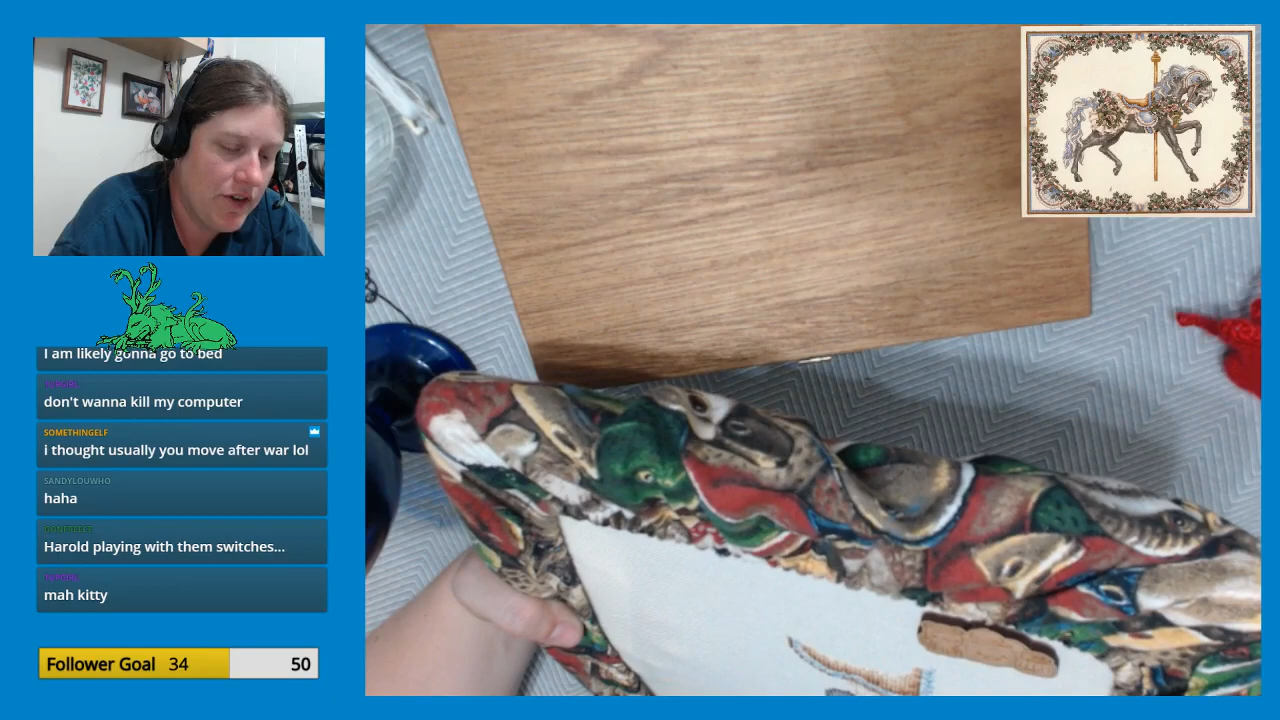 I am likely gonna go to bed
don't wanna kill my computer
SOMETHINGELF
i thought usually you move after war lol
SANDYLOUWHO
haha
Harold playing with them switches...
mah kitty
Follower Goal 34 50